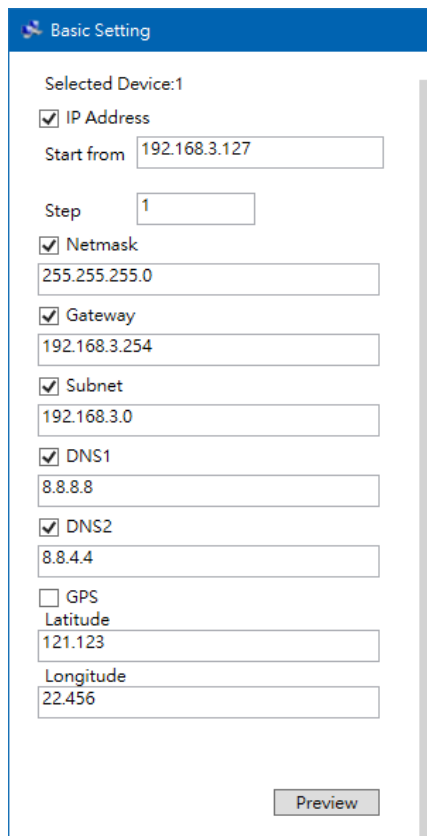 Basic Setting
Selected Device:1
IP Address
Start from 192.168.3.127
Step 1
Netmask
255.255.255.0
Gateway
192.168.3.254
Subnet
192.168.3.0
DNS1
8.8.8.8
DNS2
8.8.4.4
GPS
Latitude
121.123
Longitude
22.456
Preview